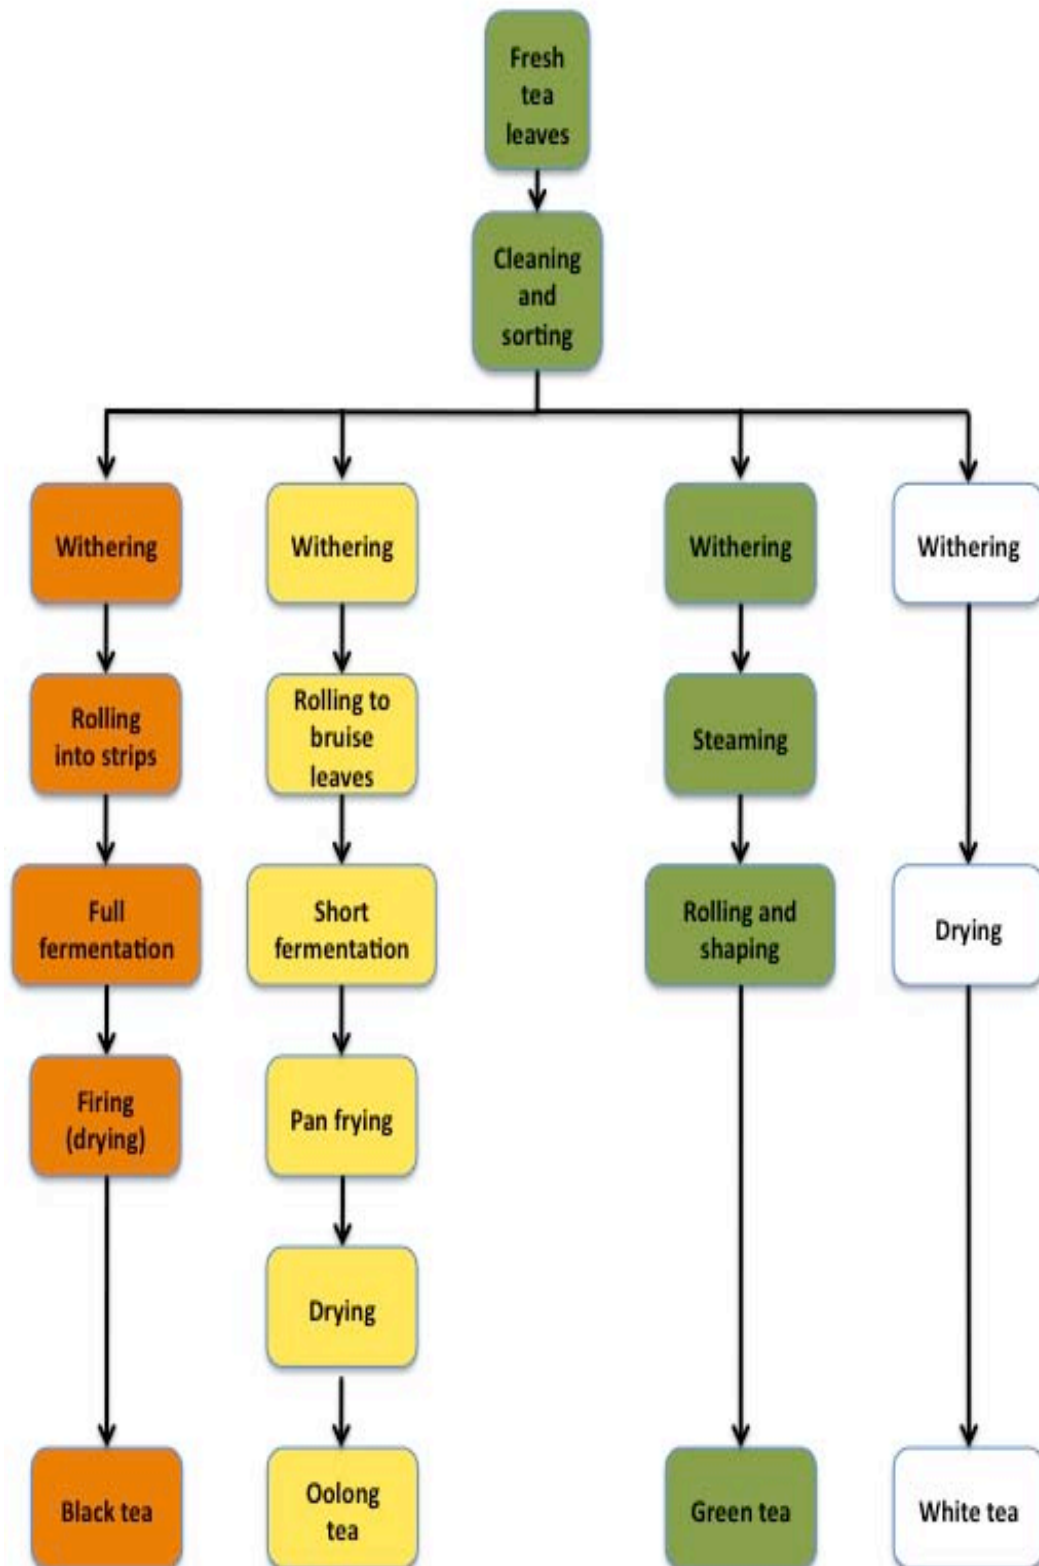 Fresh
tea
leaves
Cleaning
and
sorting
Withering
Withering
Withering
Withering
Rolling
into strips
Rolling to
bruise
leaves
Steaming
Full
fermentation
Short
fermentation
Rolling and
shaping
Drying
Firing
(drying)
Pan frying
Drying
Black tea
Oolong
tea
Green tea
White tea